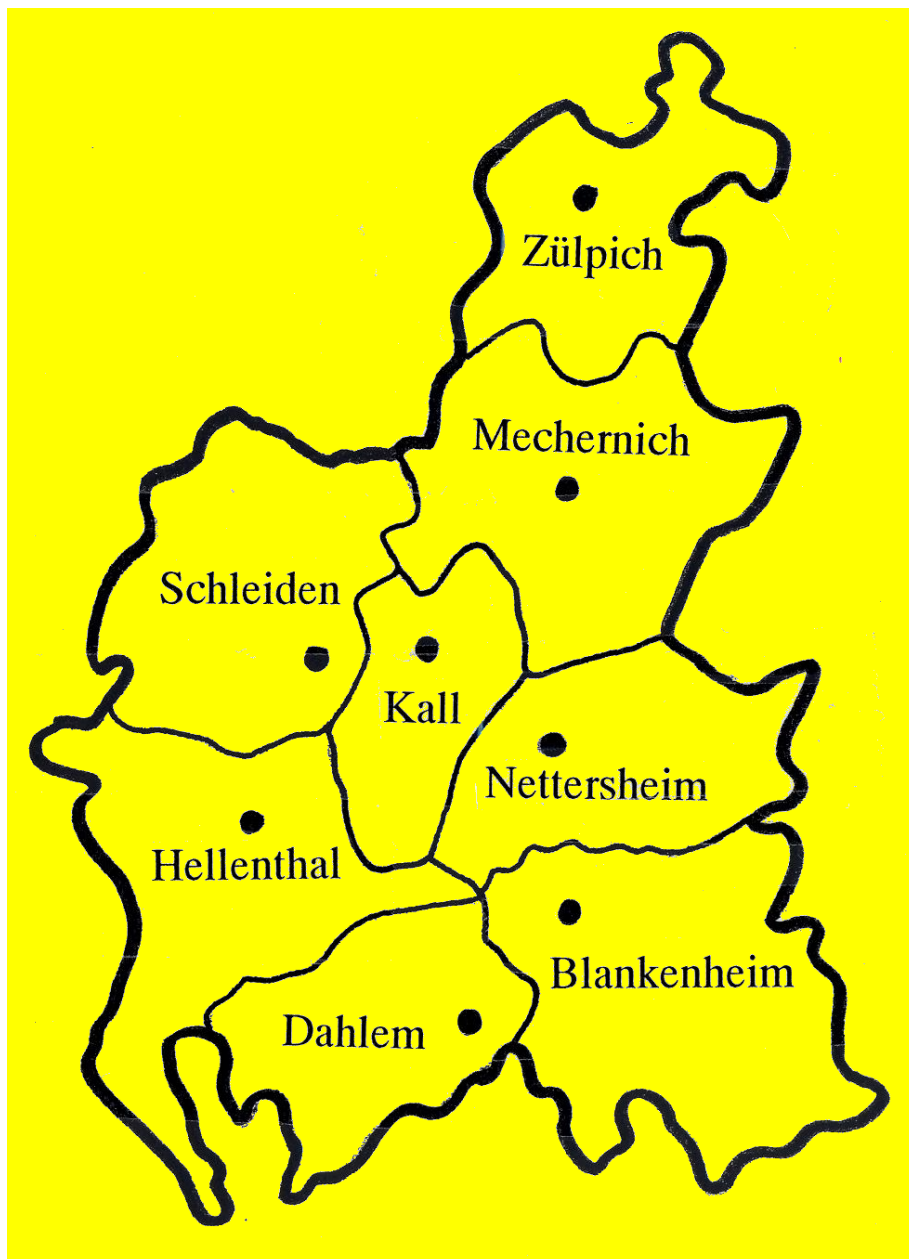 Zülpich
Mechernich
Schleiden
Kall
Nettersheim
Hellenthal
Blankenheim
Dahlem